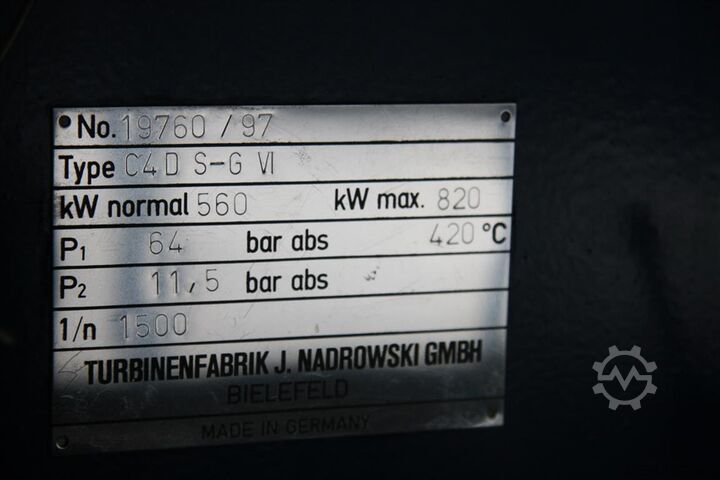 No. 19760 / 97
Type C4 D S-G VI
kW normal 560 kW max. 820
P1 64 bar abs 420 °C
P2 11,5 bar abs
1/n 1500
TURBINENFABRIK J. NADROWSKI GMBH
BIELEFELD
MADE IN GERMANY